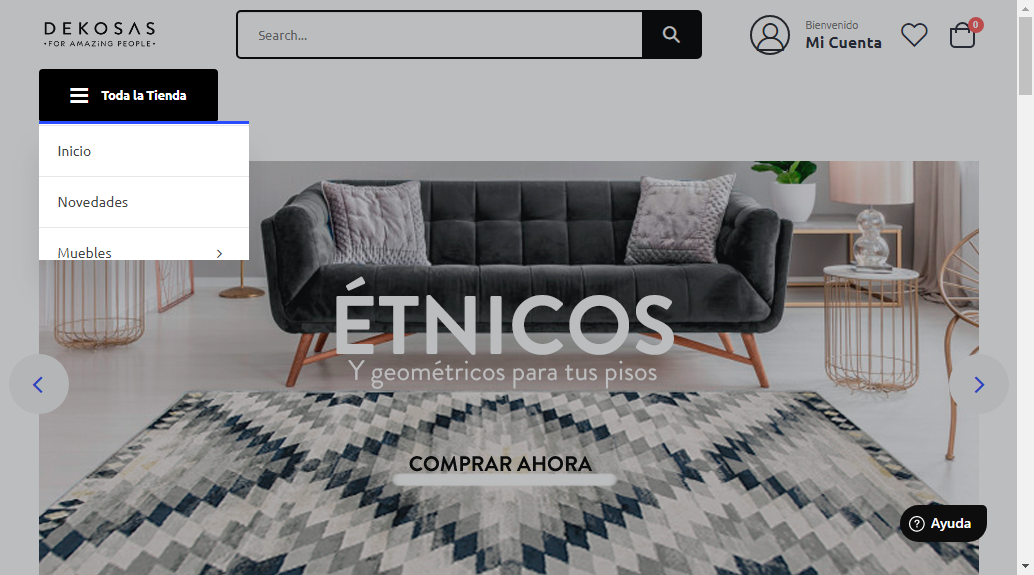 DEKOSAS
•FOR AMAZING PEOPLE•
Search...
Bienvenido
Mi Cuenta
0
Toda la Tienda
Inicio
Novedades
Muebles
ÉTNICOS
Y geométricos para tus pisos
COMPRAR AHORA
Ayuda